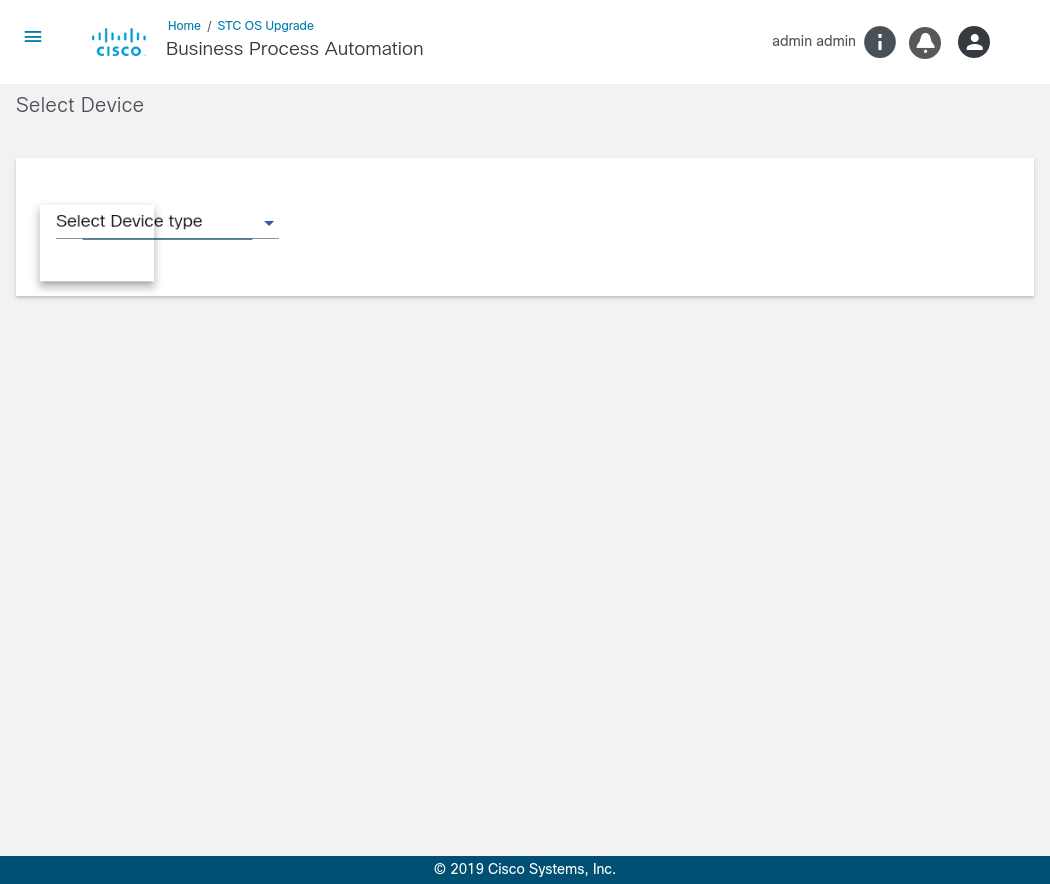 Home / STC OS Upgrade
cisco
Business Process Automation
admin admin
Select Device
Select Device type
© 2019 Cisco Systems, Inc.